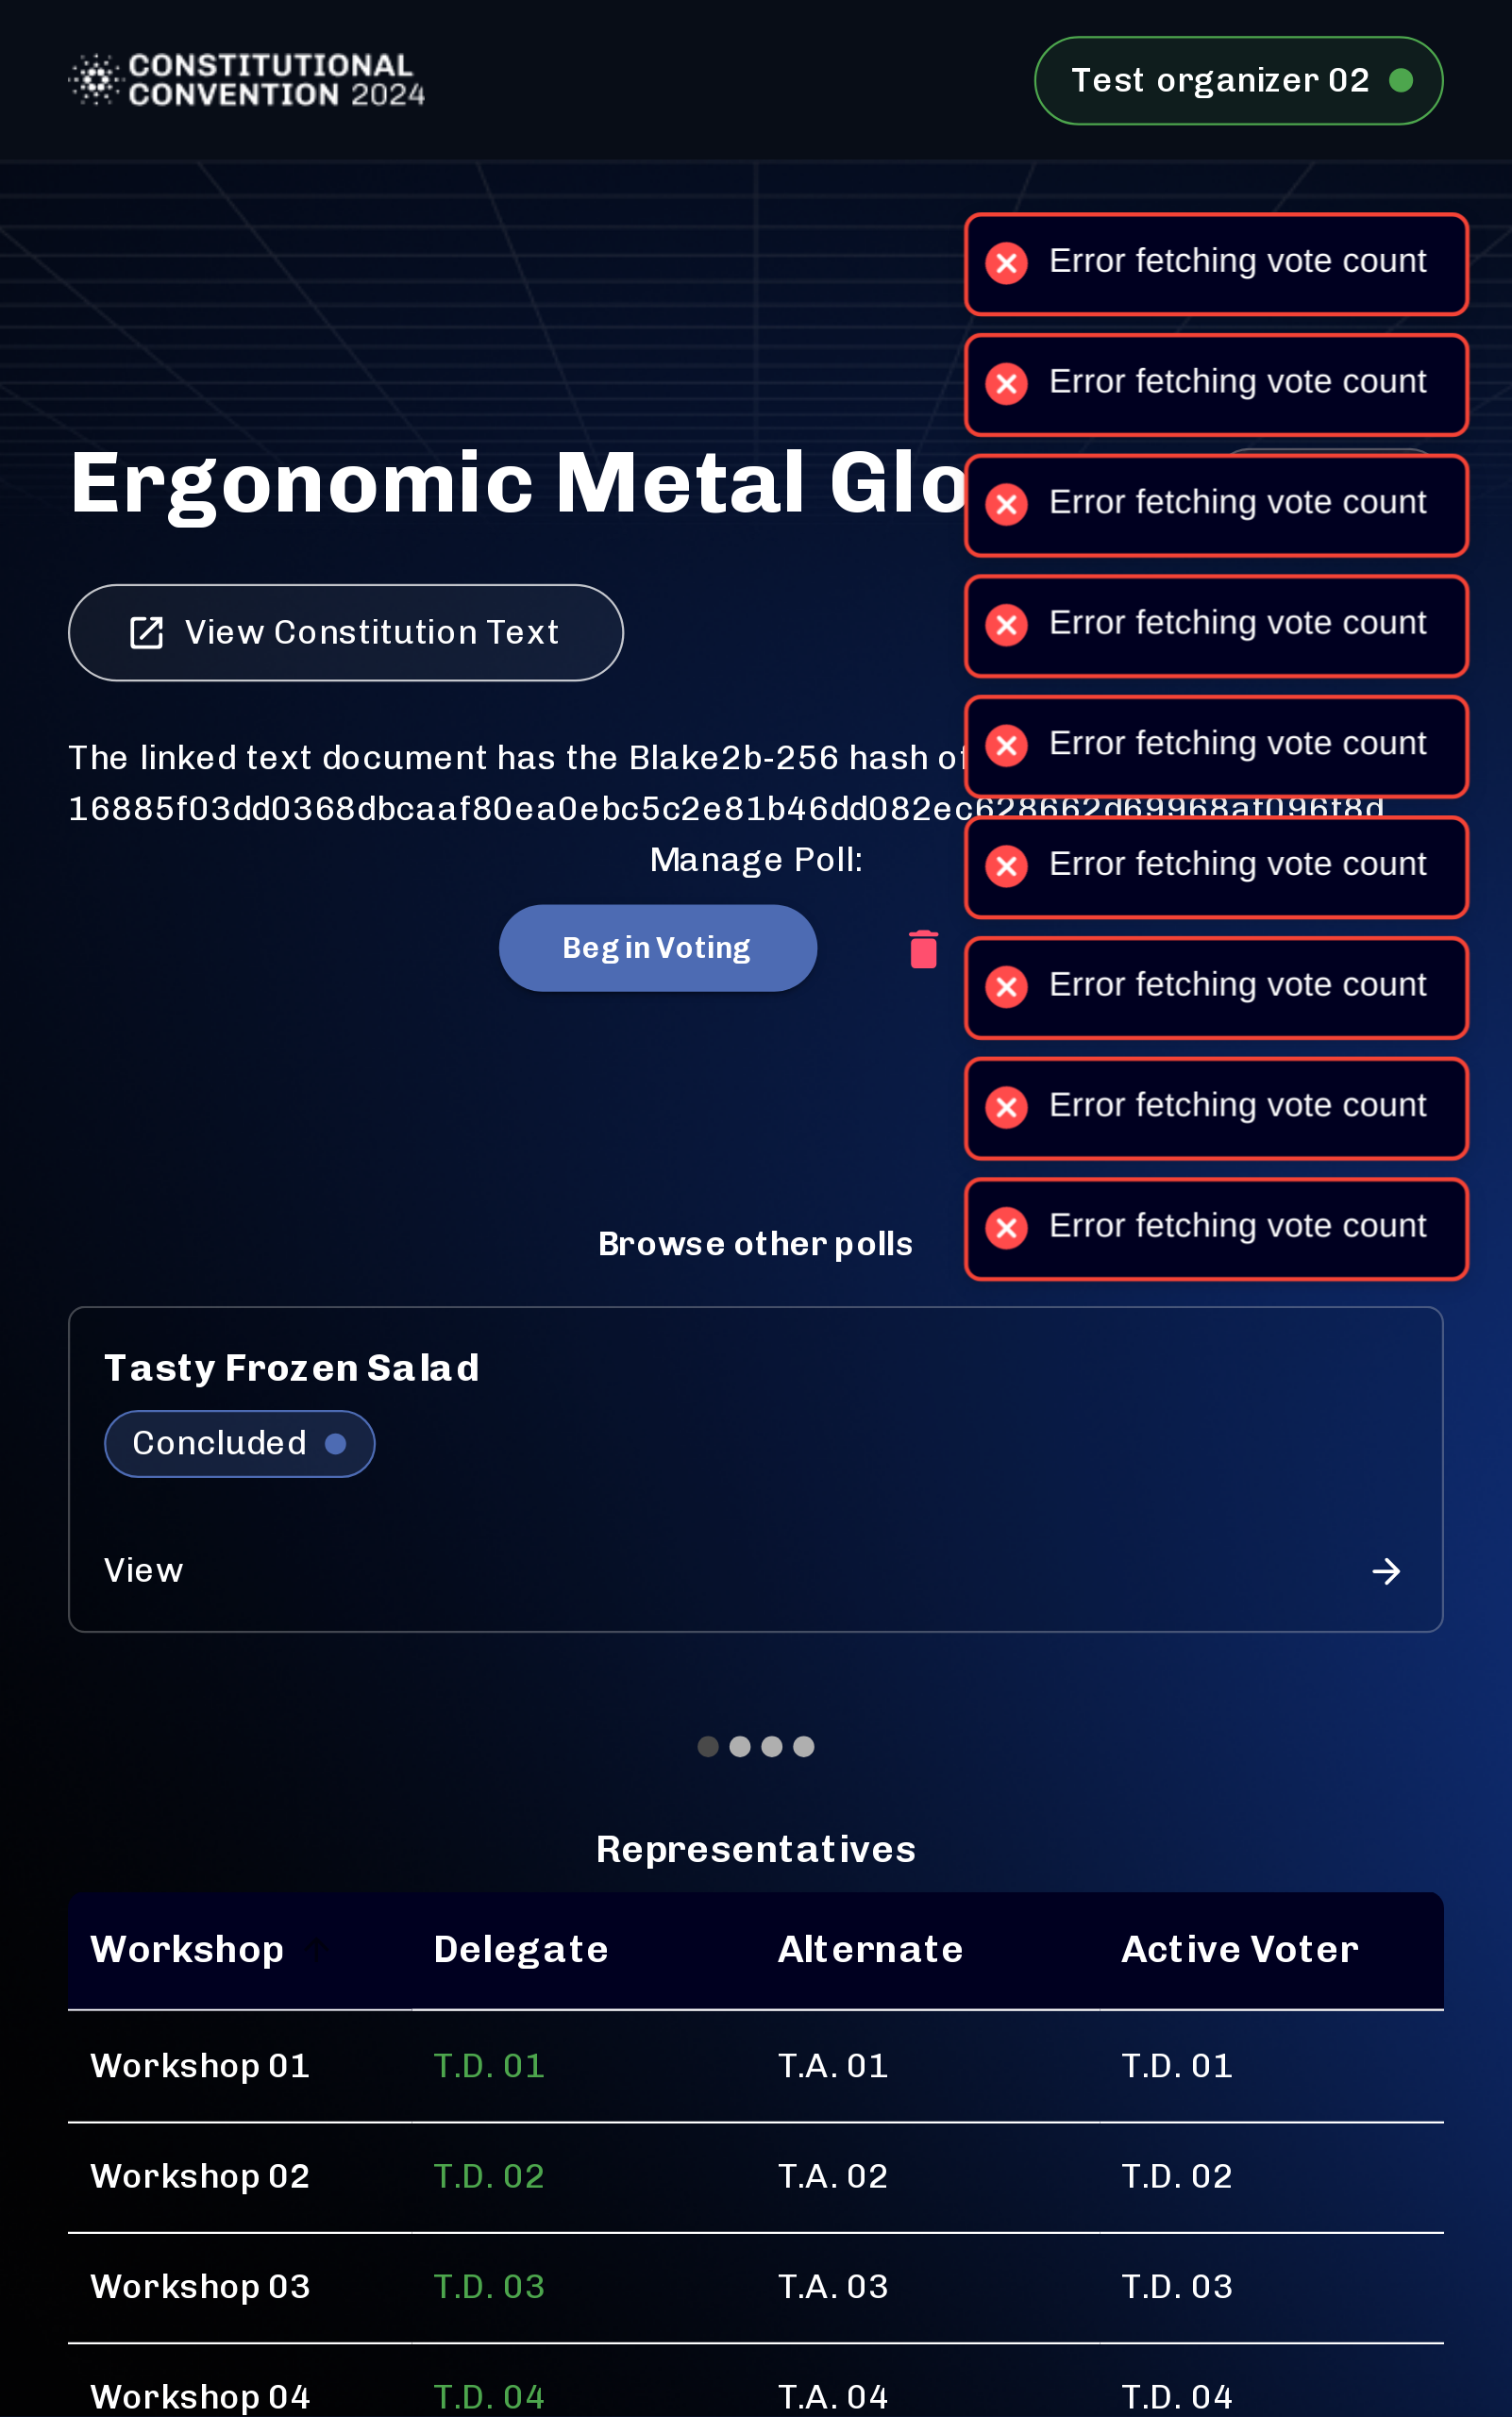 CONSTITUTIONAL
CONVENTION 2024
Test organizer 02
Error fetching vote count
Error fetching vote count
Ergonomic Metal
Error fetching vote count
View Constitution Text
Error fetching vote count
The linked text document has the Blake2b-256 hash of
Error fetching vote count
16885f03dd0368dbcaaf80ea0ebc5c2e81b46dd082ec628662d69968af096f8d
Manage Poll:
Error fetching vote count
Begin Voting
Error fetching vote count
Error fetching vote count
Error fetching vote count
Browse other polls
Tasty Frozen Salad
Concluded
View
Representatives
Workshop Delegate Alternate Active Voter
Workshop 01 T.D. 01 T.A. 01 T.D. 01
Workshop 02 T.D. 02 T.A. 02 T.D. 02
Workshop 03 T.D. 03 T.A. 03 T.D. 03
Workshop 04 T.D. 04 T.A. 04 T.D. 04